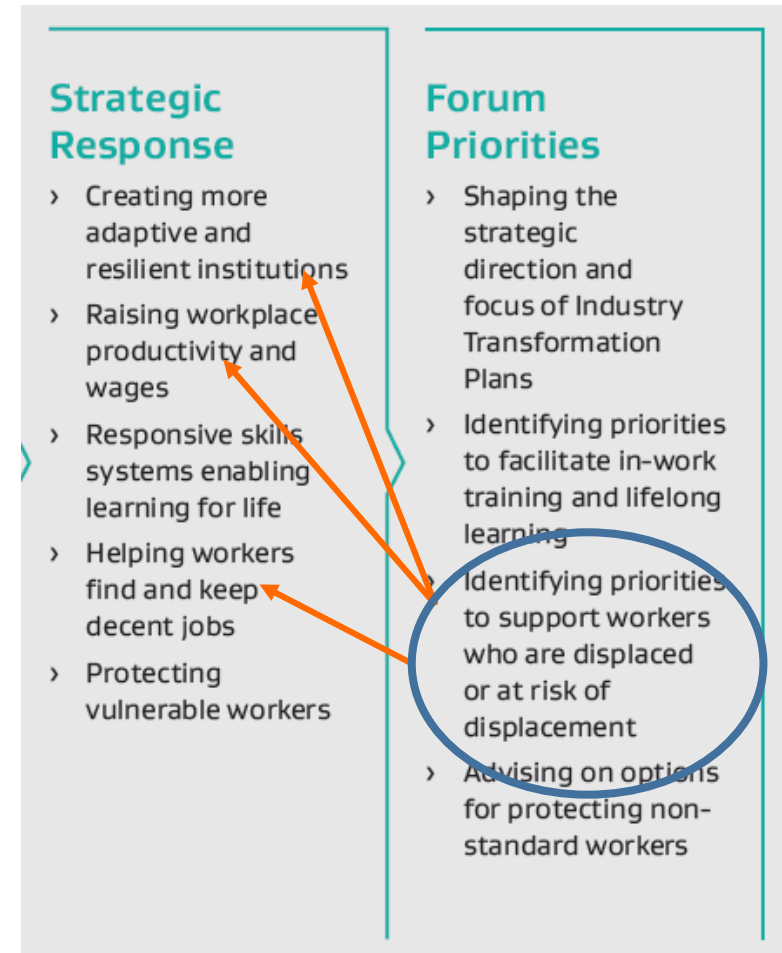 Strategic
Response
› Creating more
adaptive and
resilient institutions
› Raising workplace
productivity and
wages
› Responsive skills
systems enabling
learning for life
› Helping workers
find and keep
decent jobs
› Protecting
vulnerable workers
Forum
Priorities
› Shaping the
strategic
direction and
focus of Industry
Transformation
Plans
› Identifying priorities
to facilitate in-work
training and lifelong
learning
› Identifying priorities
to support workers
who are displaced
or at risk of
displacement
› Advising on options
for protecting non-
standard workers